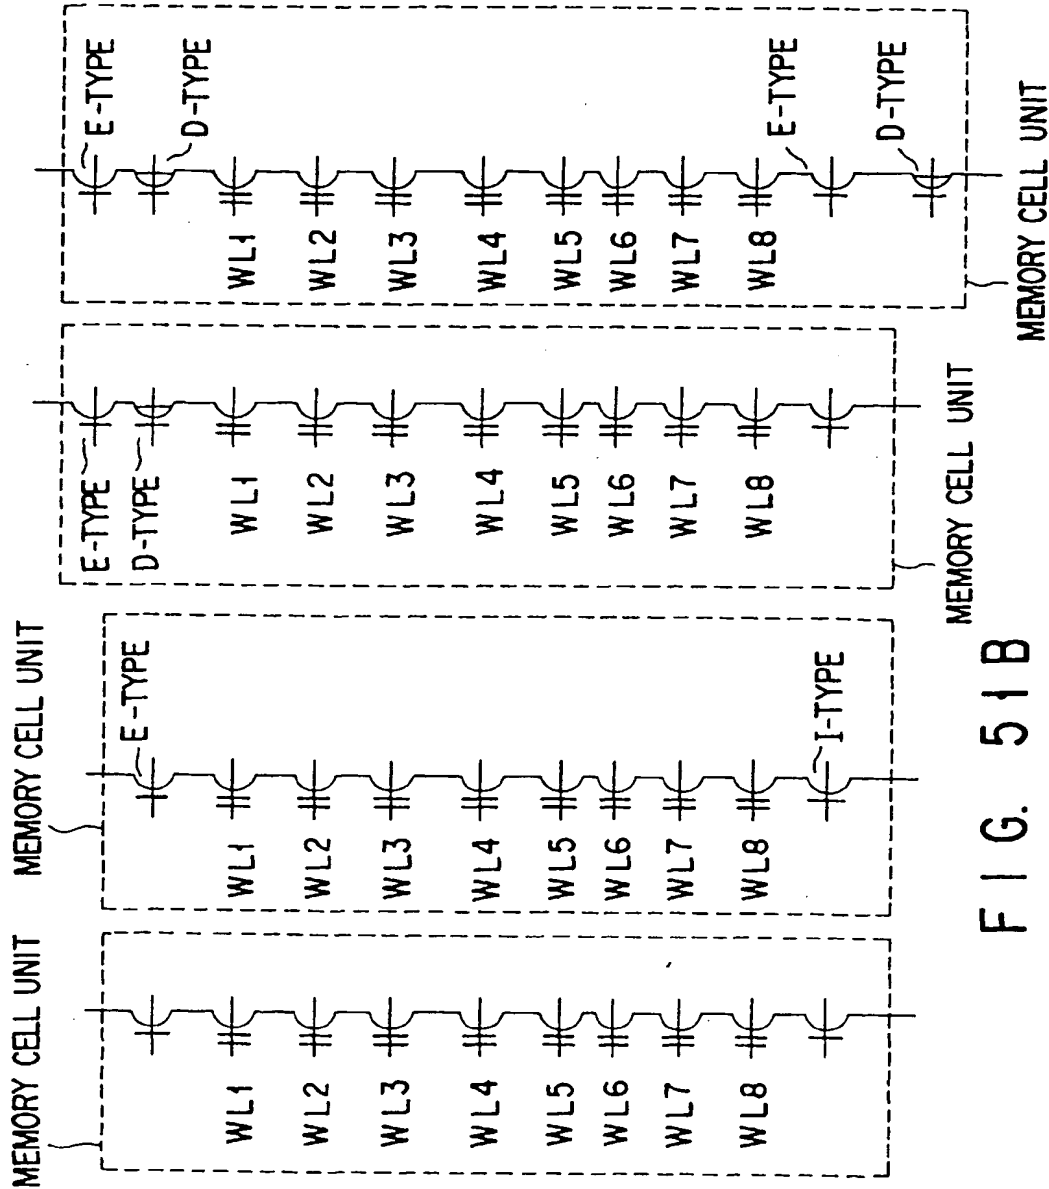 MEMORY CELL UNIT
WL1
WL2
WL3
WL4
WL5
WL6
WL7
WL8
MEMORY CELL UNIT
E-TYPE
WL1
WL2
WL3
WL4
WL5
WL6
WL7
WL8
I-TYPE
E-TYPE
D-TYPE
WL1
WL2
WL3
WL4
WL5
WL6
WL7
WL8
MEMORY CELL UNIT
E-TYPE
D-TYPE
WL1
WL2
WL3
WL4
WL5
WL6
WL7
WL8
E-TYPE
D-TYPE
MEMORY CELL UNIT
FIG. 51B